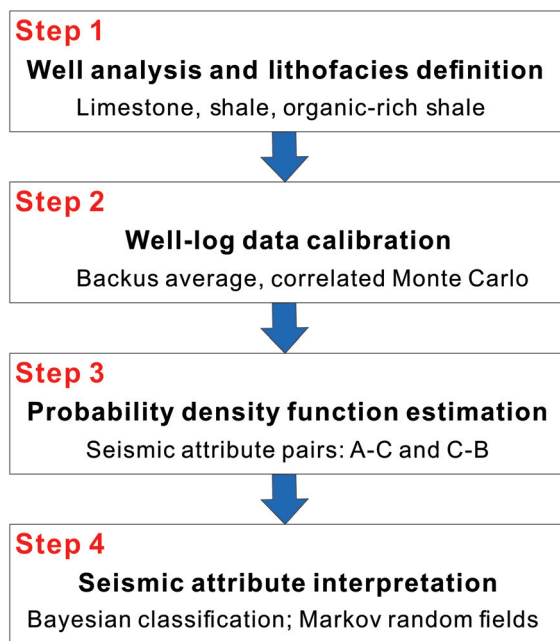 Step 1
Well analysis and lithofacies definition
Limestone, shale, organic-rich shale
Step 2
Well-log data calibration
Backus average, correlated Monte Carlo
Step 3
Probability density function estimation
Seismic attribute pairs: A-C and C-B
Step 4
Seismic attribute interpretation
Bayesian classification; Markov random fields